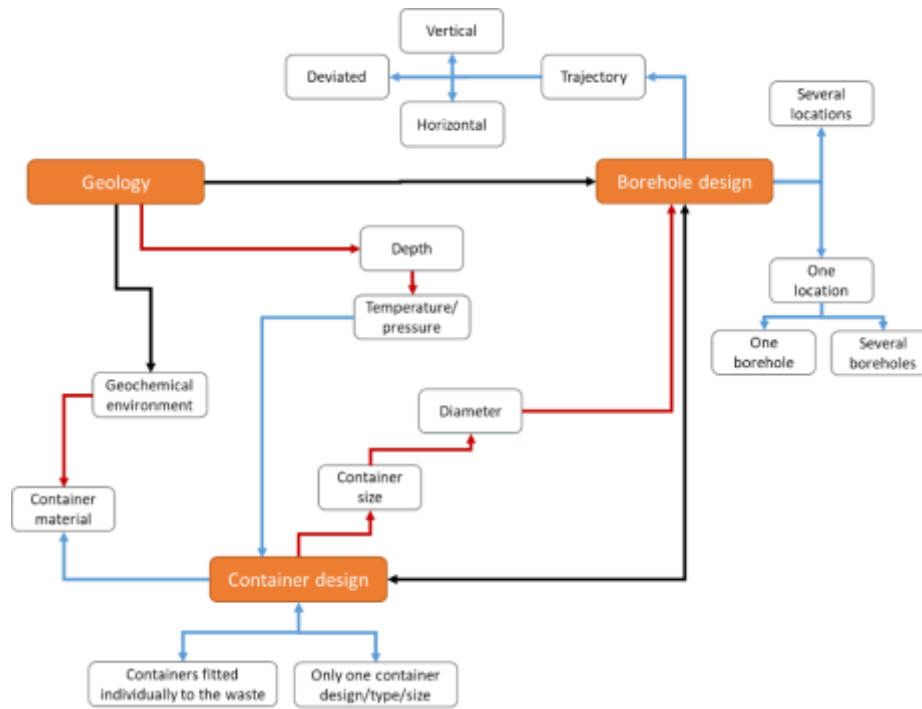 Vertical
Deviated
Trajectory
Horizontal
Several
locations
Geology
Borehole design
Depth
One
location
Temperature/
pressure
One
borehole
Several
boreholes
Geochemical
environment
Diameter
Container
size
Container
material
Container design
Containers fitted
individually to the waste
Only one container
design/type/size